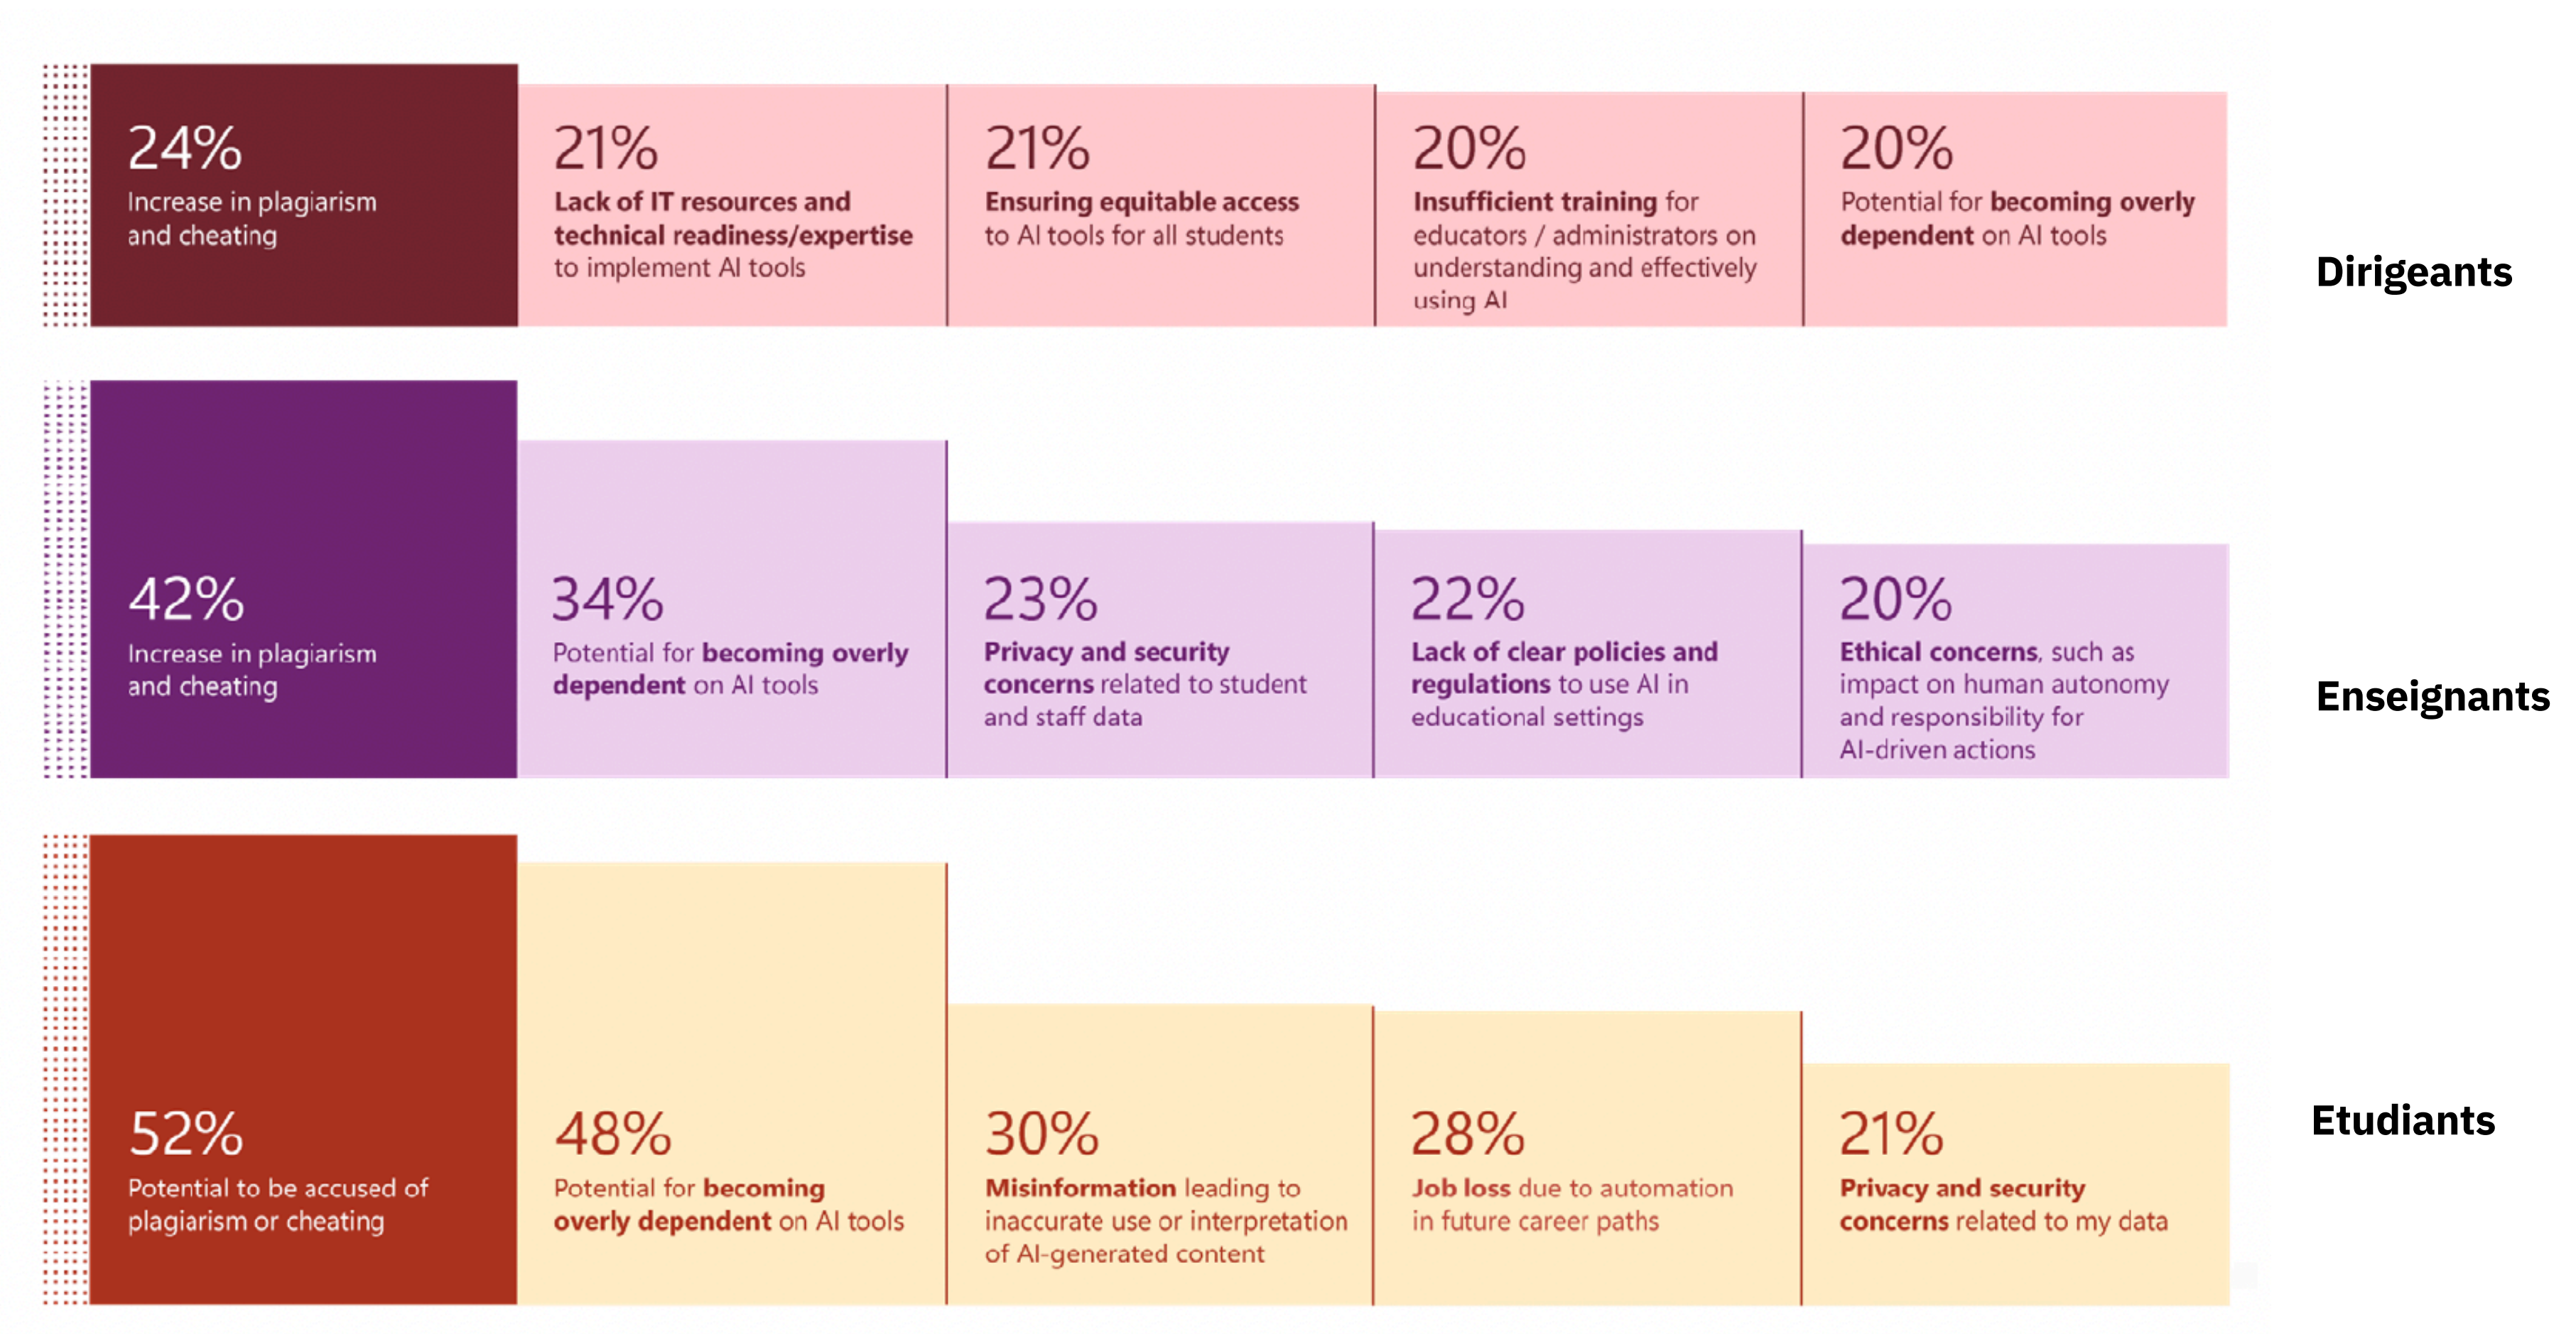 24%
Increase in plagiarism
and cheating
21%
Lack of IT resources and
technical readiness/expertise
to implement AI tools
21%
Ensuring equitable access
to AI tools for all students
20%
Insufficient training for
educators / administrators on
understanding and effectively
using AI
20%
Potential for becoming overly
dependent on AI tools
Dirigeants
42%
Increase in plagiarism
and cheating
34%
Potential for becoming overly
dependent on AI tools
23%
Privacy and security
concerns related to student
and staff data
22%
Lack of clear policies and
regulations to use AI in
educational settings
20%
Ethical concerns, such as
impact on human autonomy
and responsibility for
AI-driven actions
Enseignants
52%
Potential to be accused of
plagiarism or cheating
48%
Potential for becoming
overly dependent on AI tools
30%
Misinformation leading to
inaccurate use or interpretation
of AI-generated content
28%
Job loss due to automation
in future career paths
21%
Privacy and security
concerns related to my data
Etudiants